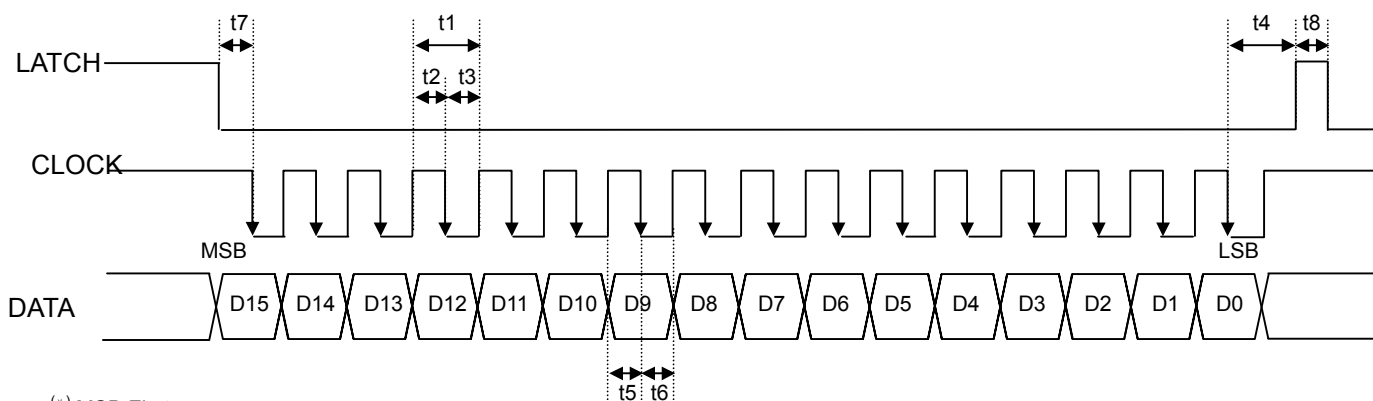 t7 t1 t4 t8
LATCH
t2 t3
CLOCK
MSB LSB
DATA D15 D14 D13 D12 D11 D10 D9 D8 D7 D6 D5 D4 D3 D2 D1 D0
t5 t6